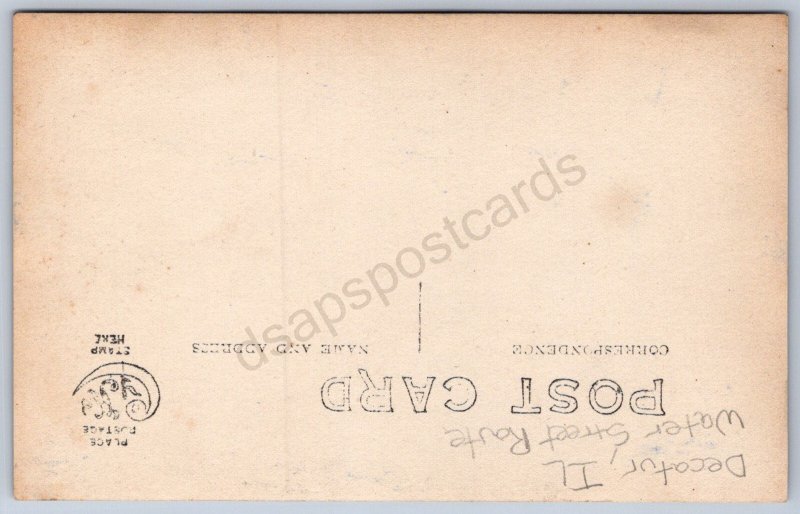 Decatur, IL
Water Street Route
POST CARD
CORRESPONDENCE
NAME AND ADDRESS
PLACE
POSTAGE
STAMP
HERE
dsapspostcards